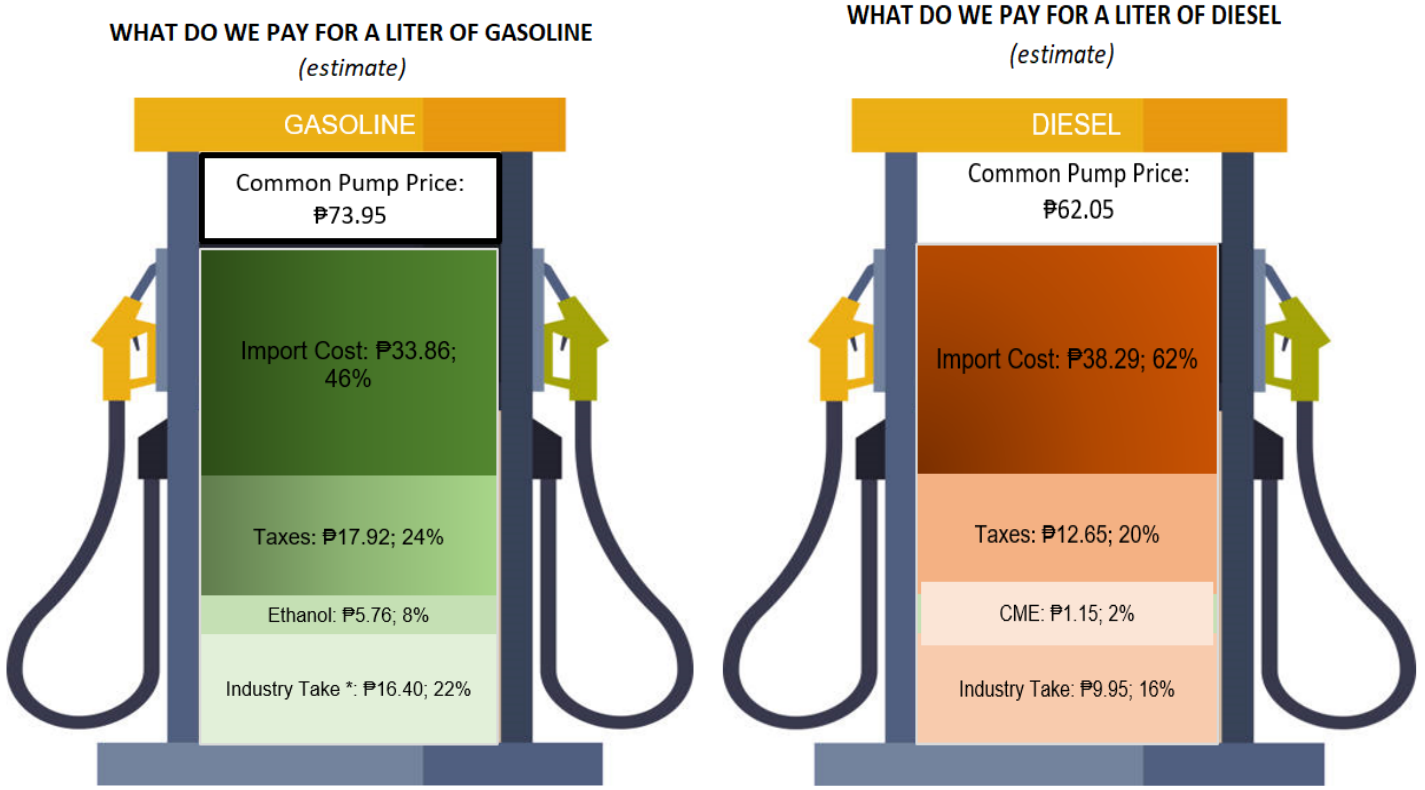 WHAT DO WE PAY FOR A LITER OF GASOLINE
(estimate)
GASOLINE
Common Pump Price:
₱73.95
Import Cost: ₱33.86;
46%
Taxes: ₱17.92; 24%
Ethanol: ₱5.76; 8%
Industry Take *: ₱16.40; 22%
WHAT DO WE PAY FOR A LITER OF DIESEL
(estimate)
DIESEL
Common Pump Price:
₱62.05
Import Cost: ₱38.29; 62%
Taxes: ₱12.65; 20%
CME: ₱1.15; 2%
Industry Take: ₱9.95; 16%